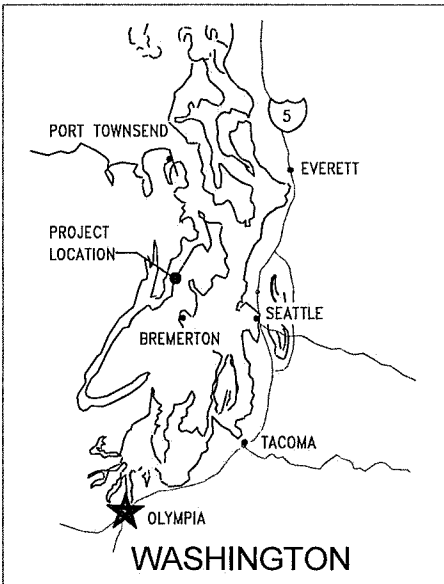 5
PORT TOWNSEND
EVERETT
PROJECT
LOCATION
SEATTLE
BREMERTON
TACOMA
OLYMPIA
WASHINGTON